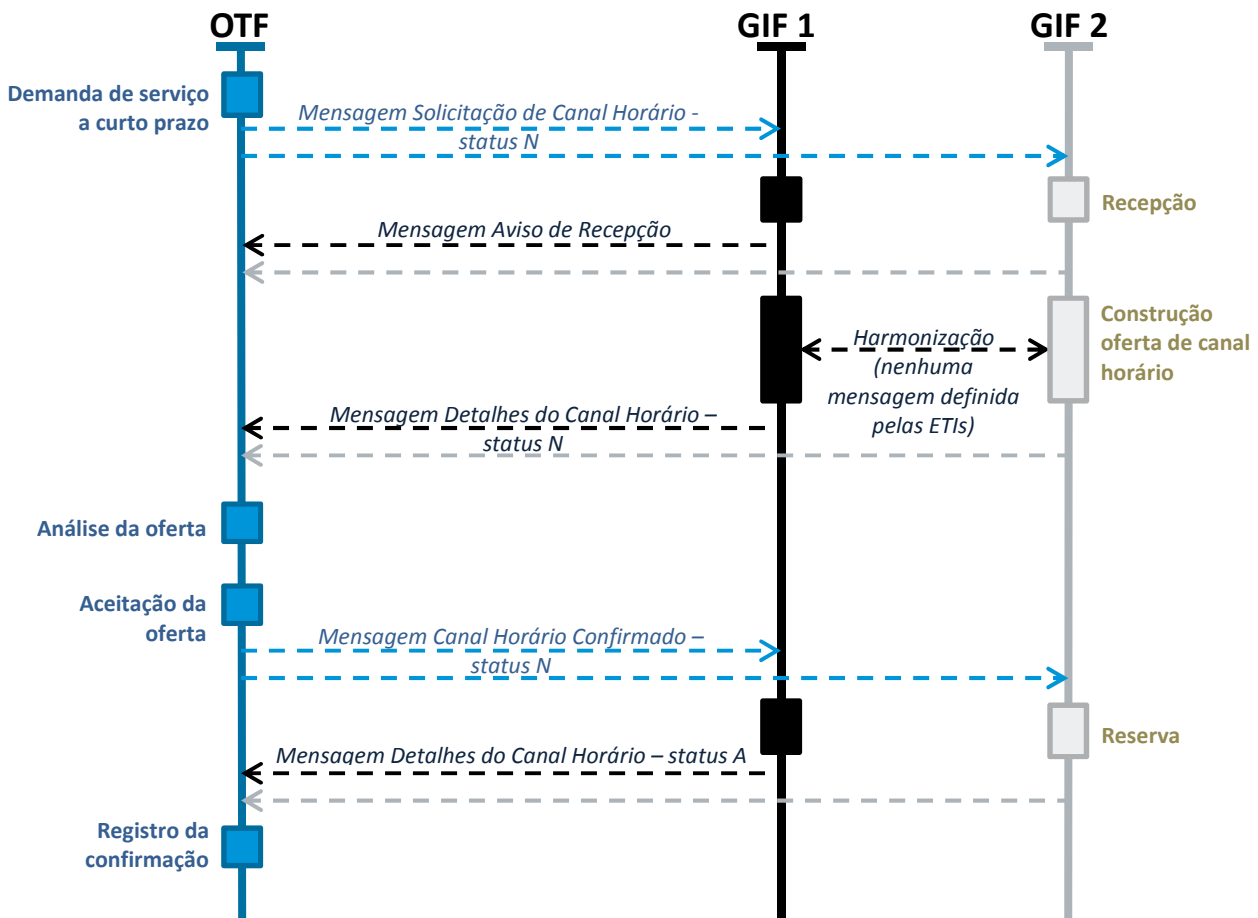 OTF
GIF 1
GIF 2
Demanda de serviço
a curto prazo
Mensagem Solicitação de Canal Horário -
status N
Recepção
Mensagem Aviso de Recepção
Construção
oferta de canal
horário
Harmonização
(nenhuma
mensagem definida
pelas ETIs)
Mensagem Detalhes do Canal Horário –
status N
Análise da oferta
Aceitação da
oferta
Mensagem Canal Horário Confirmado –
status N
Reserva
Mensagem Detalhes do Canal Horário – status A
Registro da
confirmação